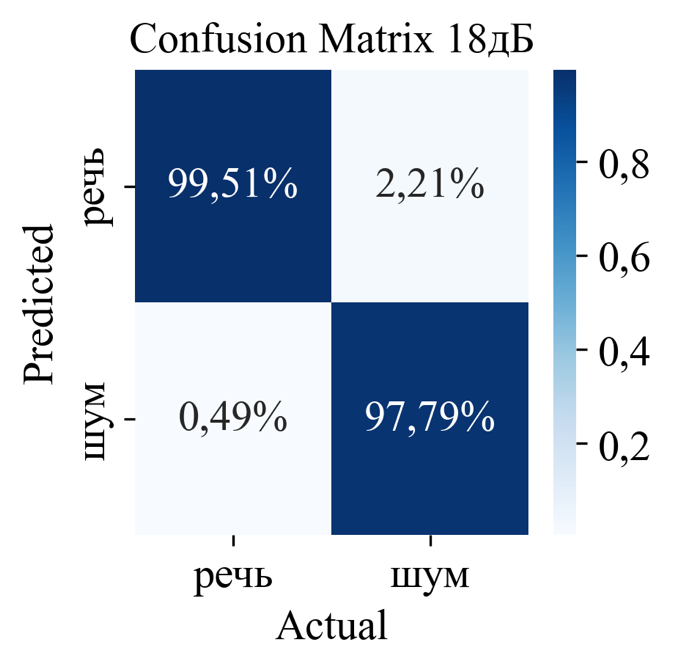 Confusion Matrix 18дБ
речь
99,51%
2,21%
0,8
0,6
Predicted
0,4
шум
0,49%
97,79%
0,2
речь
шум
Actual